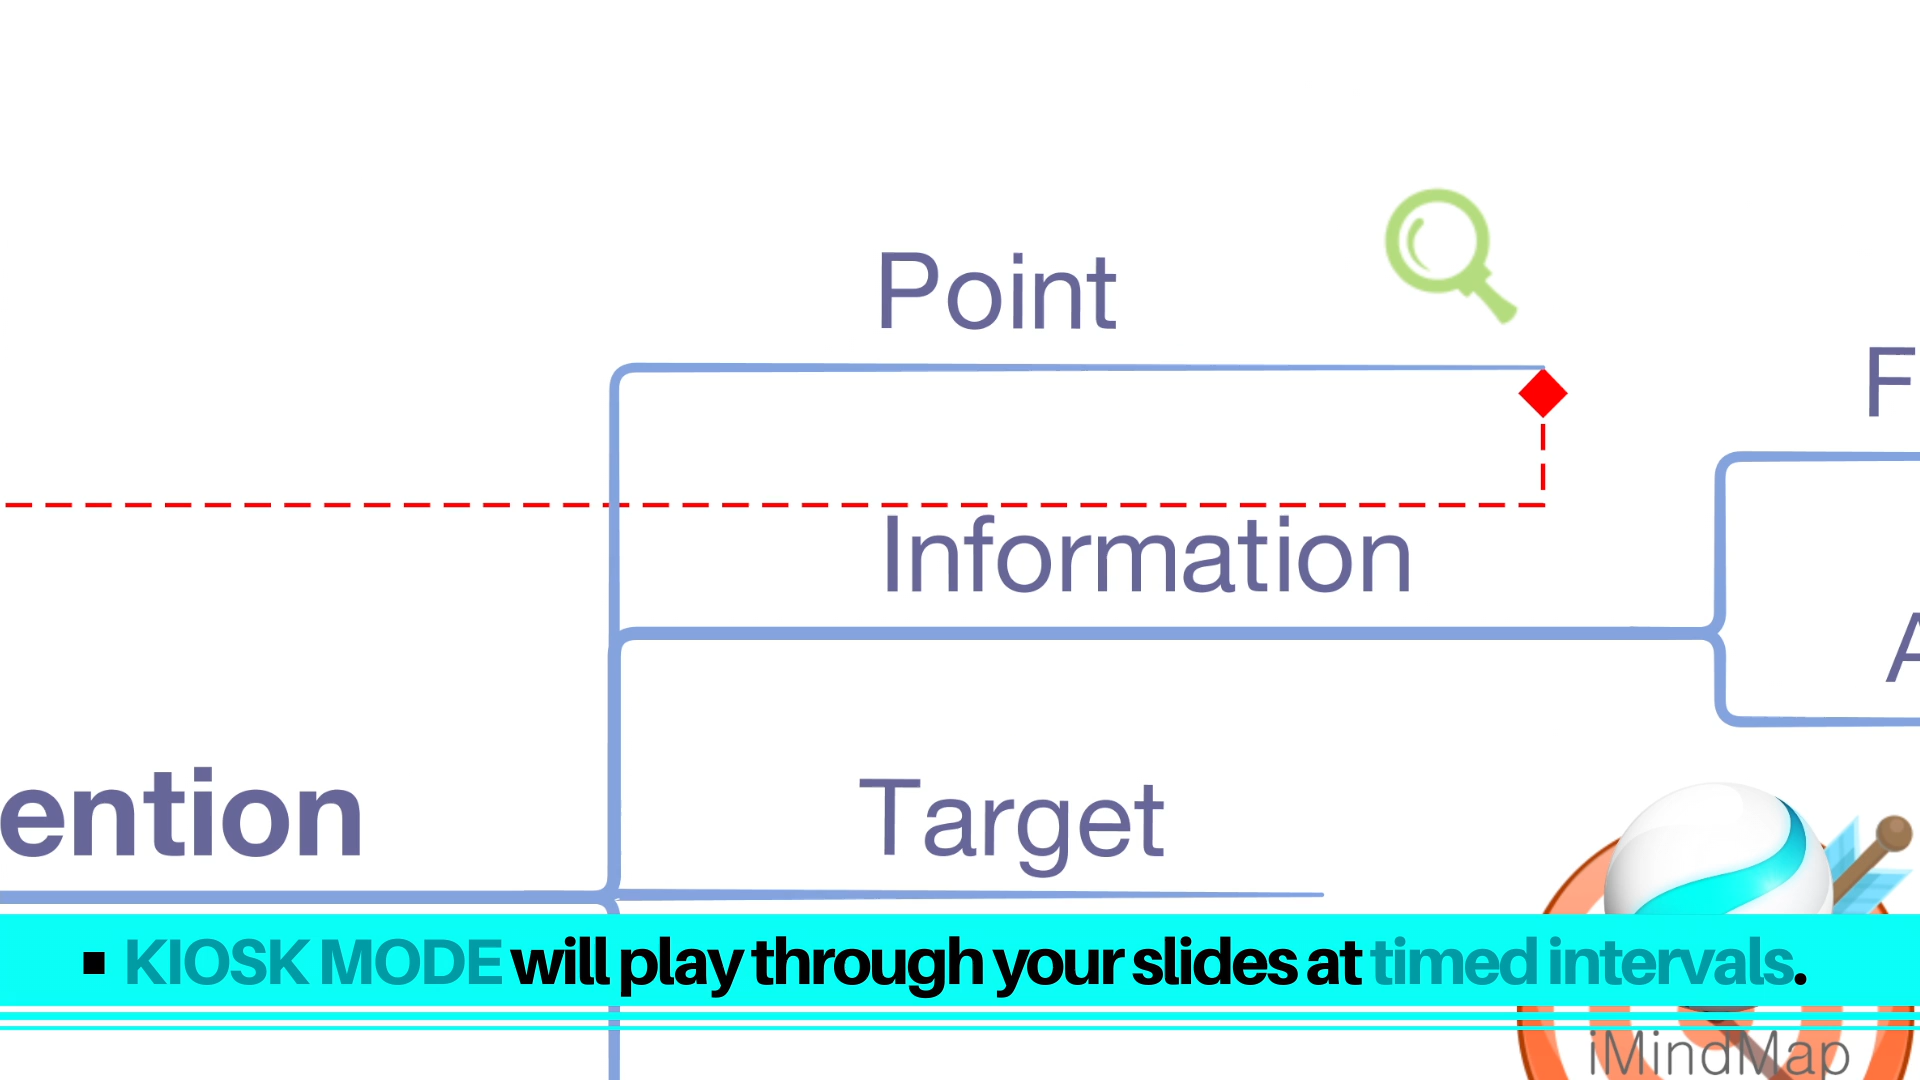 Point
F
Information
A
ention
Target
▪ KIOSK MODE will play through your slides at timed intervals.
iMindMap